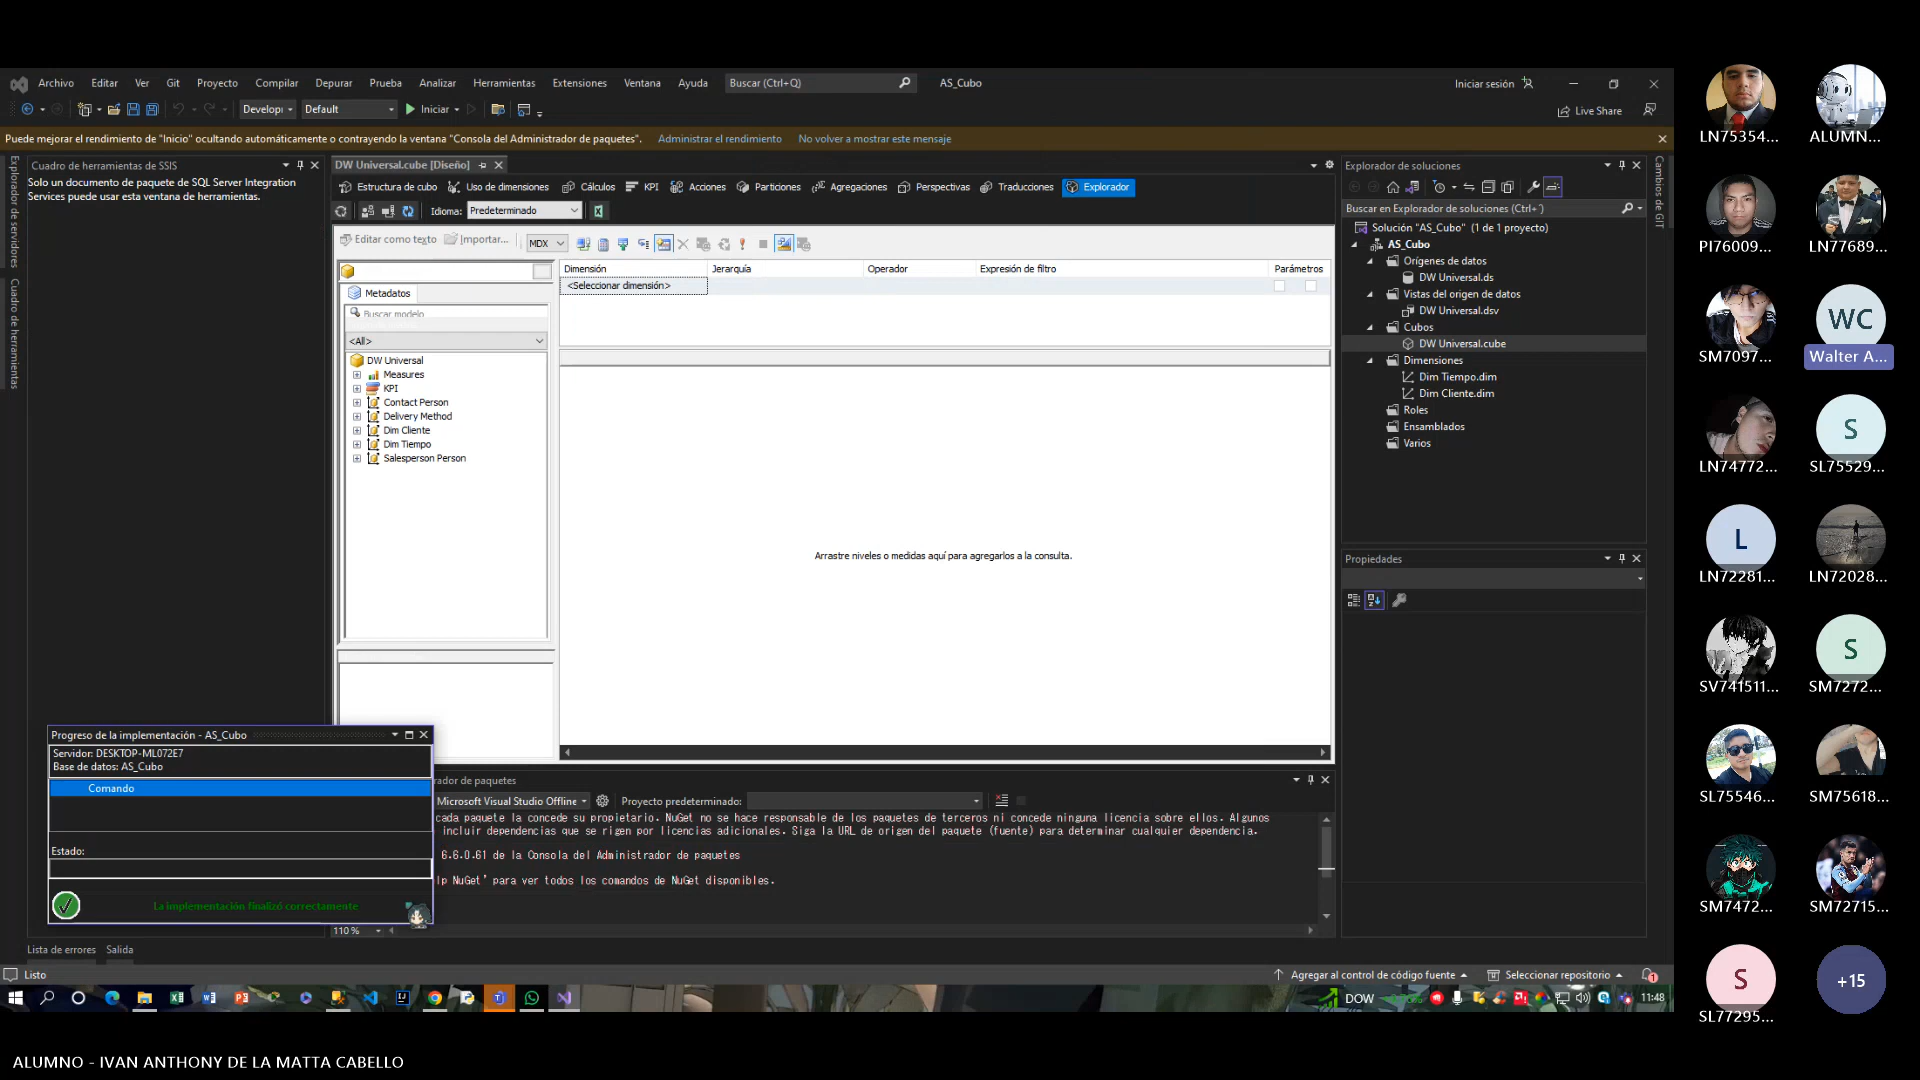 Archivo Editar Ver Git Proyecto Compilar Depurar Prueba Analizar Herramientas Extensiones Ventana Ayuda Buscar (Ctrl+Q) AS_Cubo Iniciar sesión
Develop Default Iniciar Live Share
Puede mejorar el rendimiento de "Inicio" ocultando automáticamente o contrayendo la ventana "Consola del Administrador de paquetes". Administrar el rendimiento No volver a mostrar este mensaje
Explorador de servidores
Cuadro de herramientas
Cuadro de herramientas de SSIS
Solo un documento de paquete de SQL Server Integration
Services puede usar esta ventana de herramientas.
DW Universal.cube [Diseño]
Estructura de cubo Uso de dimensiones Cálculos KPI Acciones Particiones Agregaciones Perspectivas Traducciones Explorador
Idioma: Predeterminado
Editar como texto Importar... MDX
Metadatos
Buscar modelo
<All>
DW Universal
Measures
KPI
Contact Person
Delivery Method
Dim Cliente
Dim Tiempo
Salesperson Person
Dimensión Jerarquía Operador Expresión de filtro Parámetros
<Seleccionar dimensión>
Arrastre niveles o medidas aquí para agregarlos a la consulta.
Explorador de soluciones
Buscar en Explorador de soluciones (Ctrl+´)
Solución "AS_Cubo" (1 de 1 proyecto)
AS_Cubo
Orígenes de datos
DW Universal.ds
Vistas del origen de datos
DW Universal.dsv
Cubos
DW Universal.cube
Dimensiones
Dim Tiempo.dim
Dim Cliente.dim
Roles
Ensamblados
Varios
Cambios de GIT
Propiedades
Progreso de la implementación - AS_Cubo
Servidor: DESKTOP-ML072E7
Base de datos: AS_Cubo
Comando
Estado:
La implementación finalizó correctamente
rador de paquetes
Microsoft Visual Studio Offline Proyecto predeterminado:
cada paquete la concede su propietario. NuGet no se hace responsable de los paquetes de terceros ni concede ninguna licencia sobre ellos. Algunos
incluir dependencias que se rigen por licencias adicionales. Siga la URL de origen del paquete (fuente) para determinar cualquier dependencia.
6.6.0.61 de la Consola del Administrador de paquetes
lp NuGet' para ver todos los comandos de NuGet disponibles.
110 %
Lista de errores Salida
Listo Agregar al control de código fuente Seleccionar repositorio 1
DOW 11:48
LN75354... ALUMN...
PI76009... LN77689...
WC
SM7097... Walter A...
S
LN74772... SL75529...
L
LN72281... LN72028...
S
SV741511... SM7272...
SL75546... SM75618...
SM7472... SM72715...
S +15
SL77295...
ALUMNO - IVAN ANTHONY DE LA MATTA CABELLO